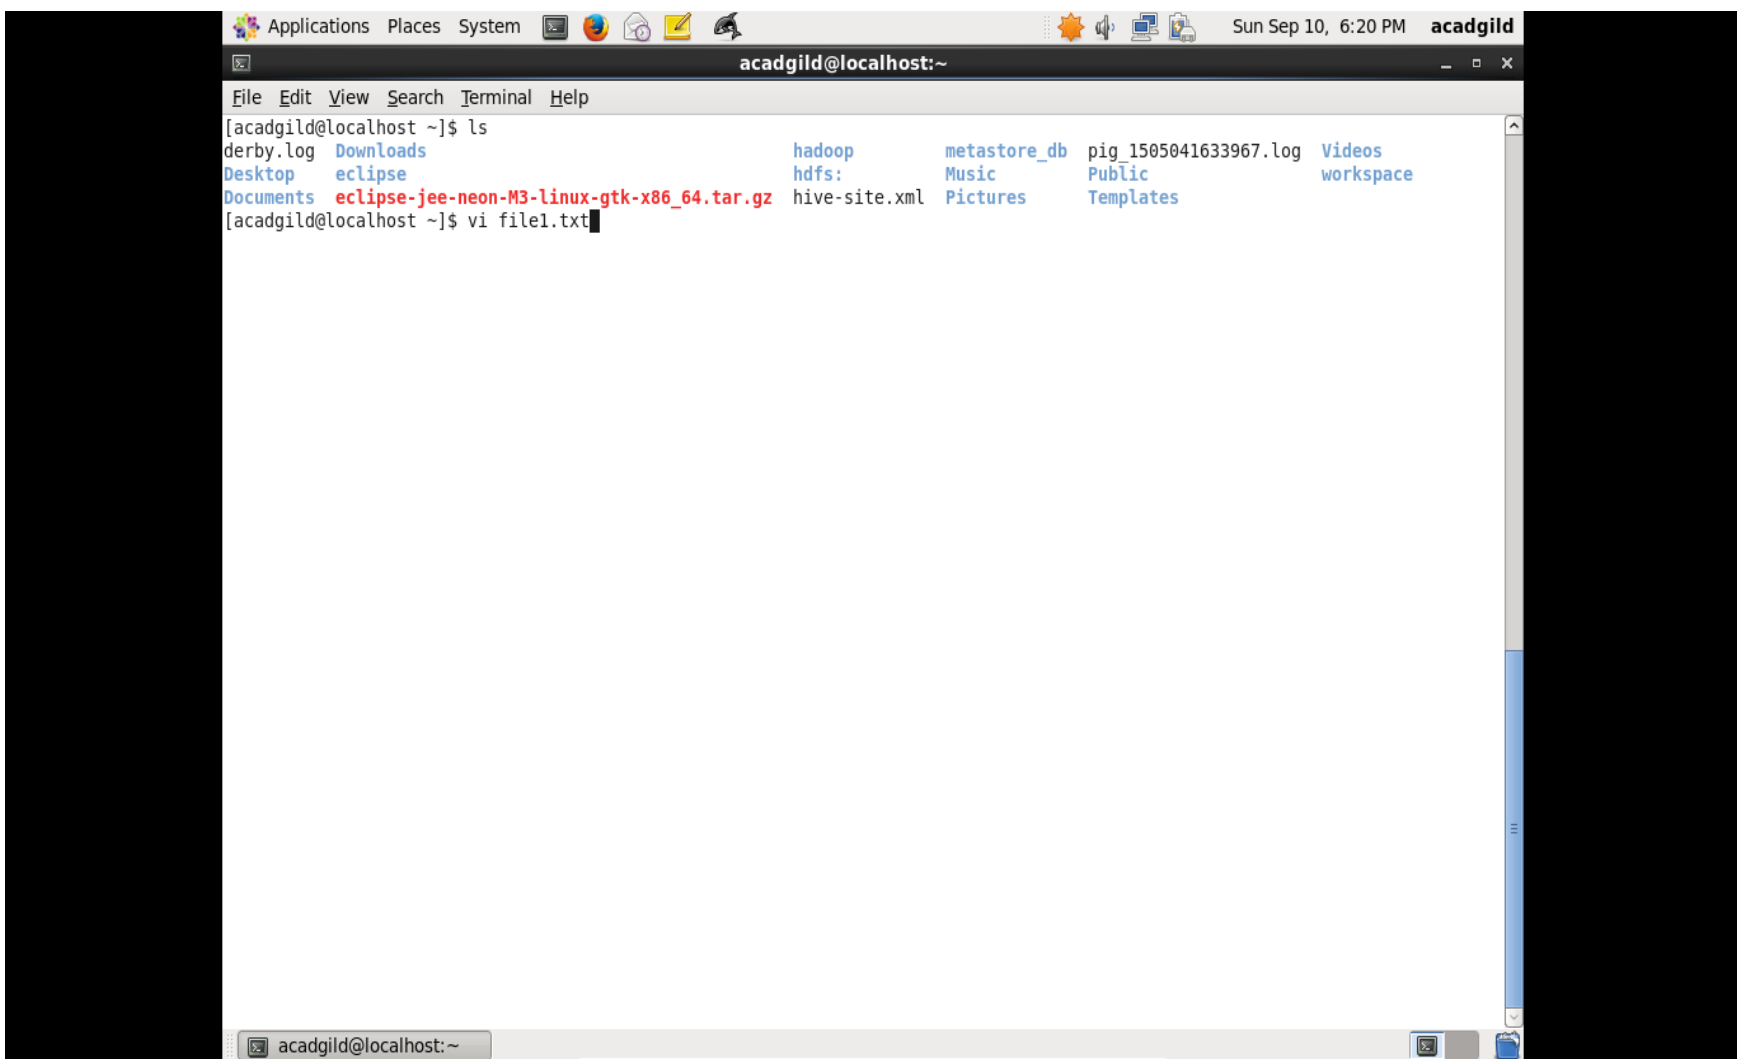 Applications Places System Sun Sep 10, 6:20 PM acadgild
acadgild@localhost:~
File Edit View Search Terminal Help
[acadgild@localhost ~]$ ls
derby.log Downloads hadoop metastore_db pig_1505041633967.log Videos
Desktop eclipse hdfs: Music Public workspace
Documents eclipse-jee-neon-M3-linux-gtk-x86_64.tar.gz hive-site.xml Pictures Templates
[acadgild@localhost ~]$ vi file1.txt
acadgild@localhost:~